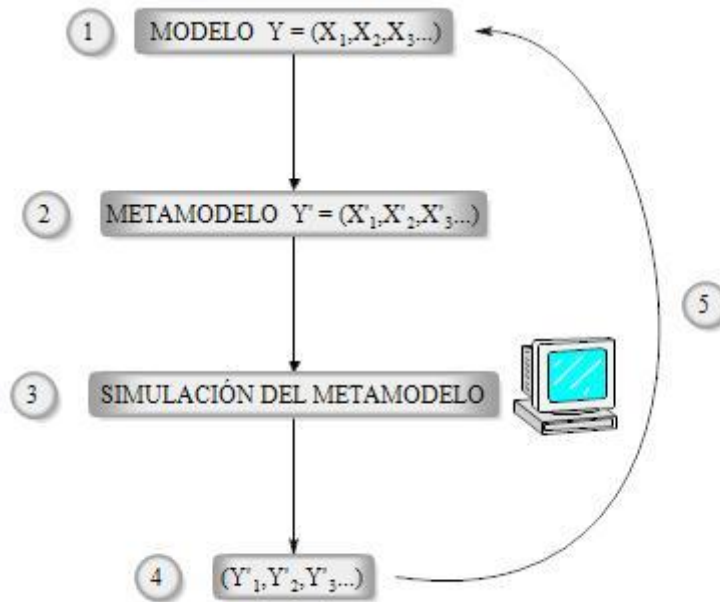 1 MODELO Y = (X1,X2,X3...)
2 METAMODELO Y' = (X'1,X'2,X'3...)
5
3 SIMULACIÓN DEL METAMODELO
4 (Y'1,Y'2,Y'3...)